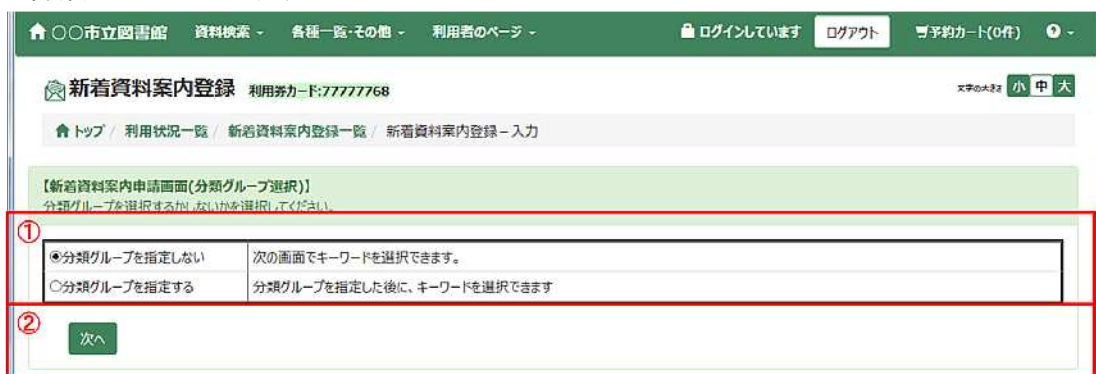 ○○市立図書館 資料検索 各種一覧・その他 利用者のページ ログインしています ログアウト 予約カート(0件)
新着資料案内登録 利用券カード:77777768 文字の大きさ 小 中 大
トップ / 利用状況一覧 / 新着資料案内登録一覧 / 新着資料案内登録-入力
【新着資料案内申請画面(分類グループ選択)】
分類グループを選択するかしないかを選択してください。
①
◉分類グループを指定しない 次の画面でキーワードを選択できます。
○分類グループを指定する 分類グループを指定した後に、キーワードを選択できます
②
次へ